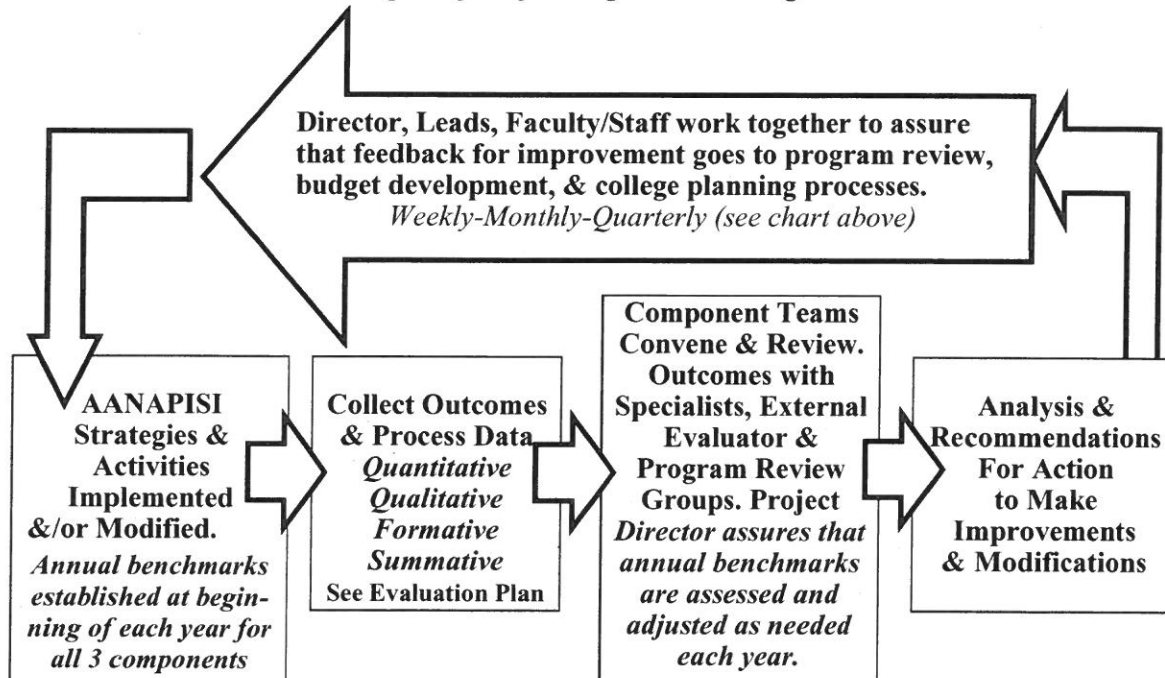 Director, Leads, Faculty/Staff work together to assure
that feedback for improvement goes to program review,
budget development, & college planning processes.
Weekly-Monthly-Quarterly (see chart above)
AANAPISI
Strategies &
Activities
Implemented
&/or Modified.
Annual benchmarks
established at begin-
ning of each year for
all 3 components
Collect Outcomes
& Process Data
Quantitative
Qualitative
Formative
Summative
See Evaluation Plan
Component Teams
Convene & Review.
Outcomes with
Specialists, External
Evaluator &
Program Review
Groups. Project
Director assures that
annual benchmarks
are assessed and
adjusted as needed
each year.
Analysis &
Recommendations
For Action
to Make
Improvements
& Modifications